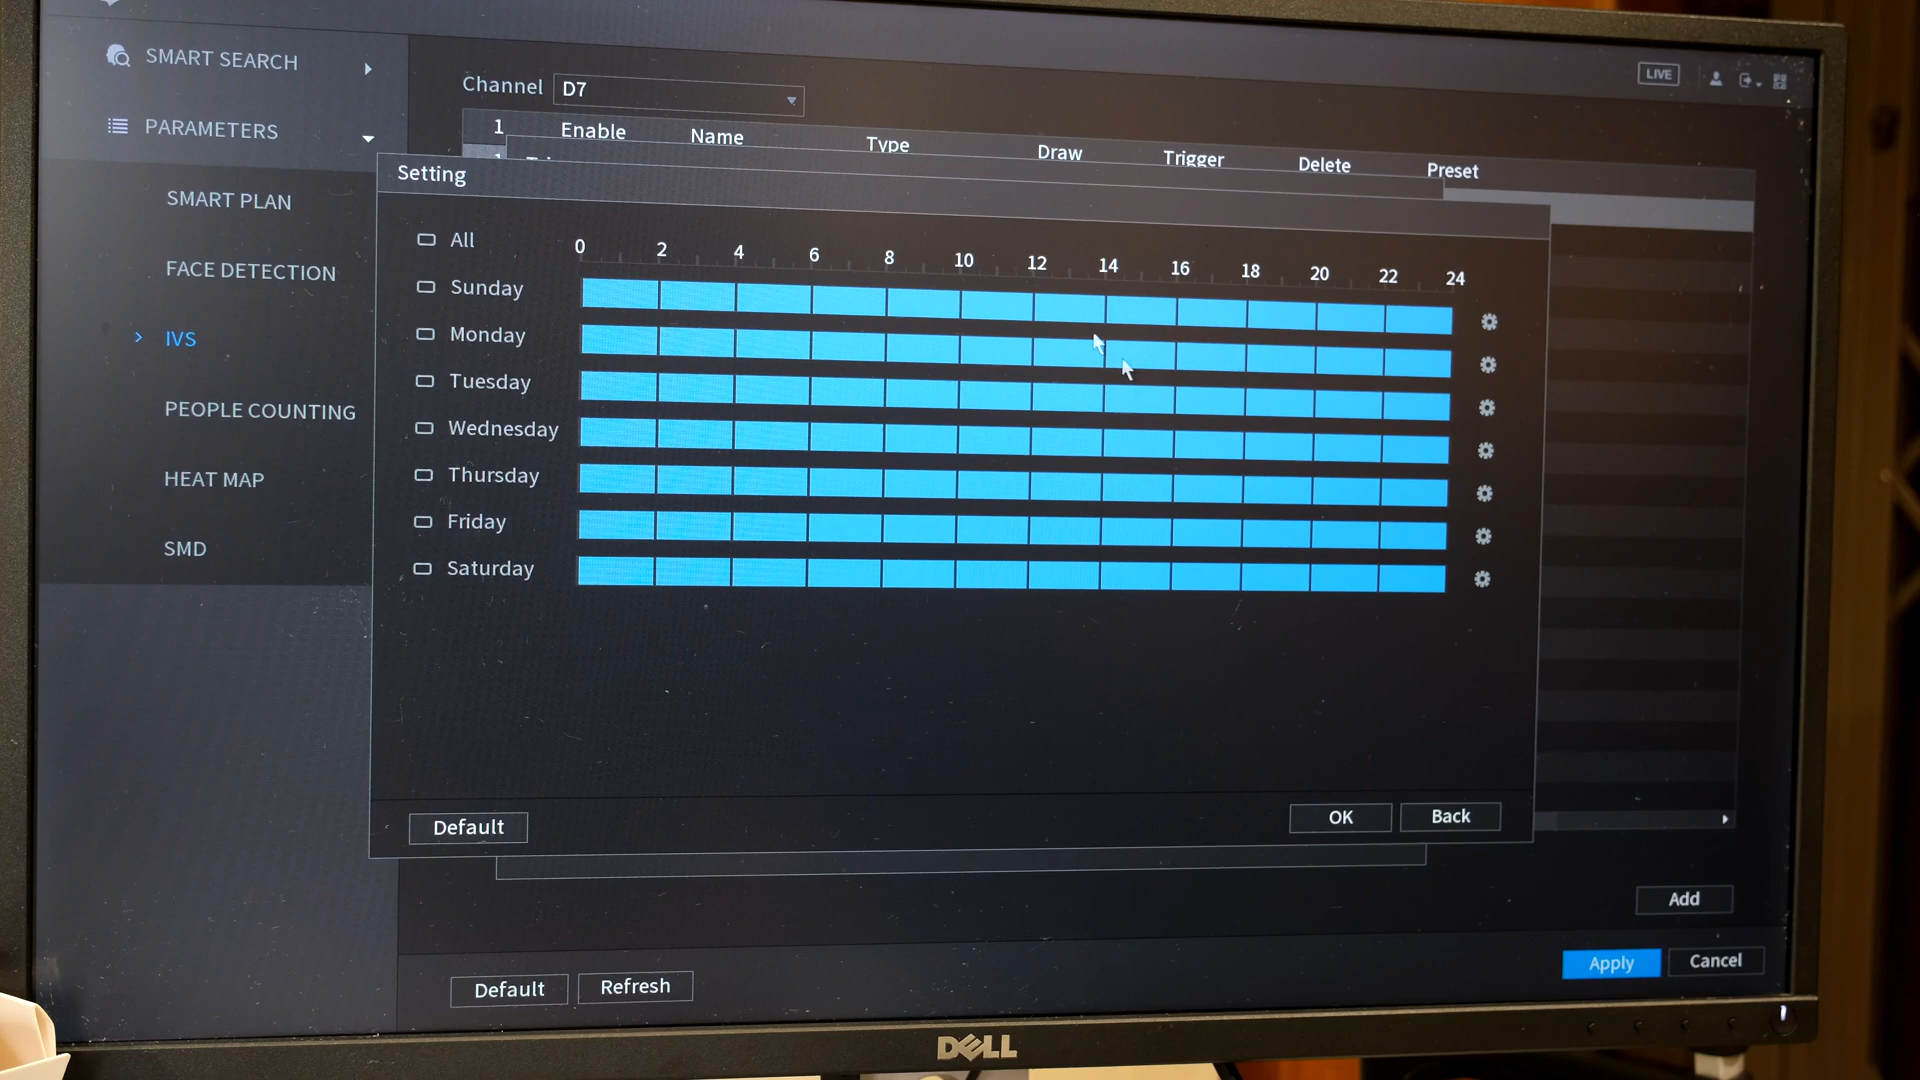 SMART SEARCH
PARAMETERS
SMART PLAN
FACE DETECTION
IVS
PEOPLE COUNTING
HEAT MAP
SMD
LIVE
Channel D7
1 Enable Name Type Draw Trigger Delete Preset
1
Setting
All 0 2 4 6 8 10 12 14 16 18 20 22 24
Sunday
Monday
Tuesday
Wednesday
Thursday
Friday
Saturday
Default OK Back
Add
Default Refresh Apply Cancel
DELL